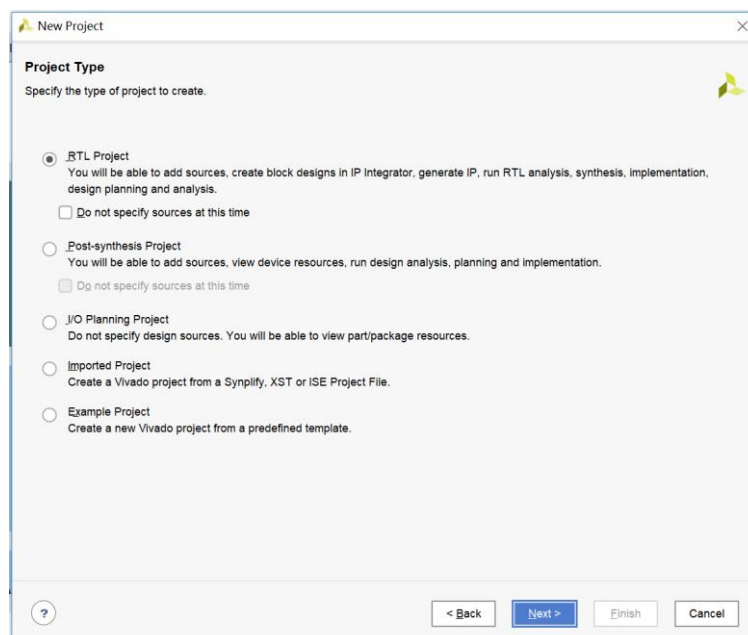 New Project
Project Type
Specify the type of project to create.
RTL Project
You will be able to add sources, create block designs in IP Integrator, generate IP, run RTL analysis, synthesis, implementation,
design planning and analysis.
Do not specify sources at this time
Post-synthesis Project
You will be able to add sources, view device resources, run design analysis, planning and implementation.
Do not specify sources at this time
I/O Planning Project
Do not specify design sources. You will be able to view part/package resources.
Imported Project
Create a Vivado project from a Synplify, XST or ISE Project File.
Example Project
Create a new Vivado project from a predefined template.
? < Back Next > Finish Cancel